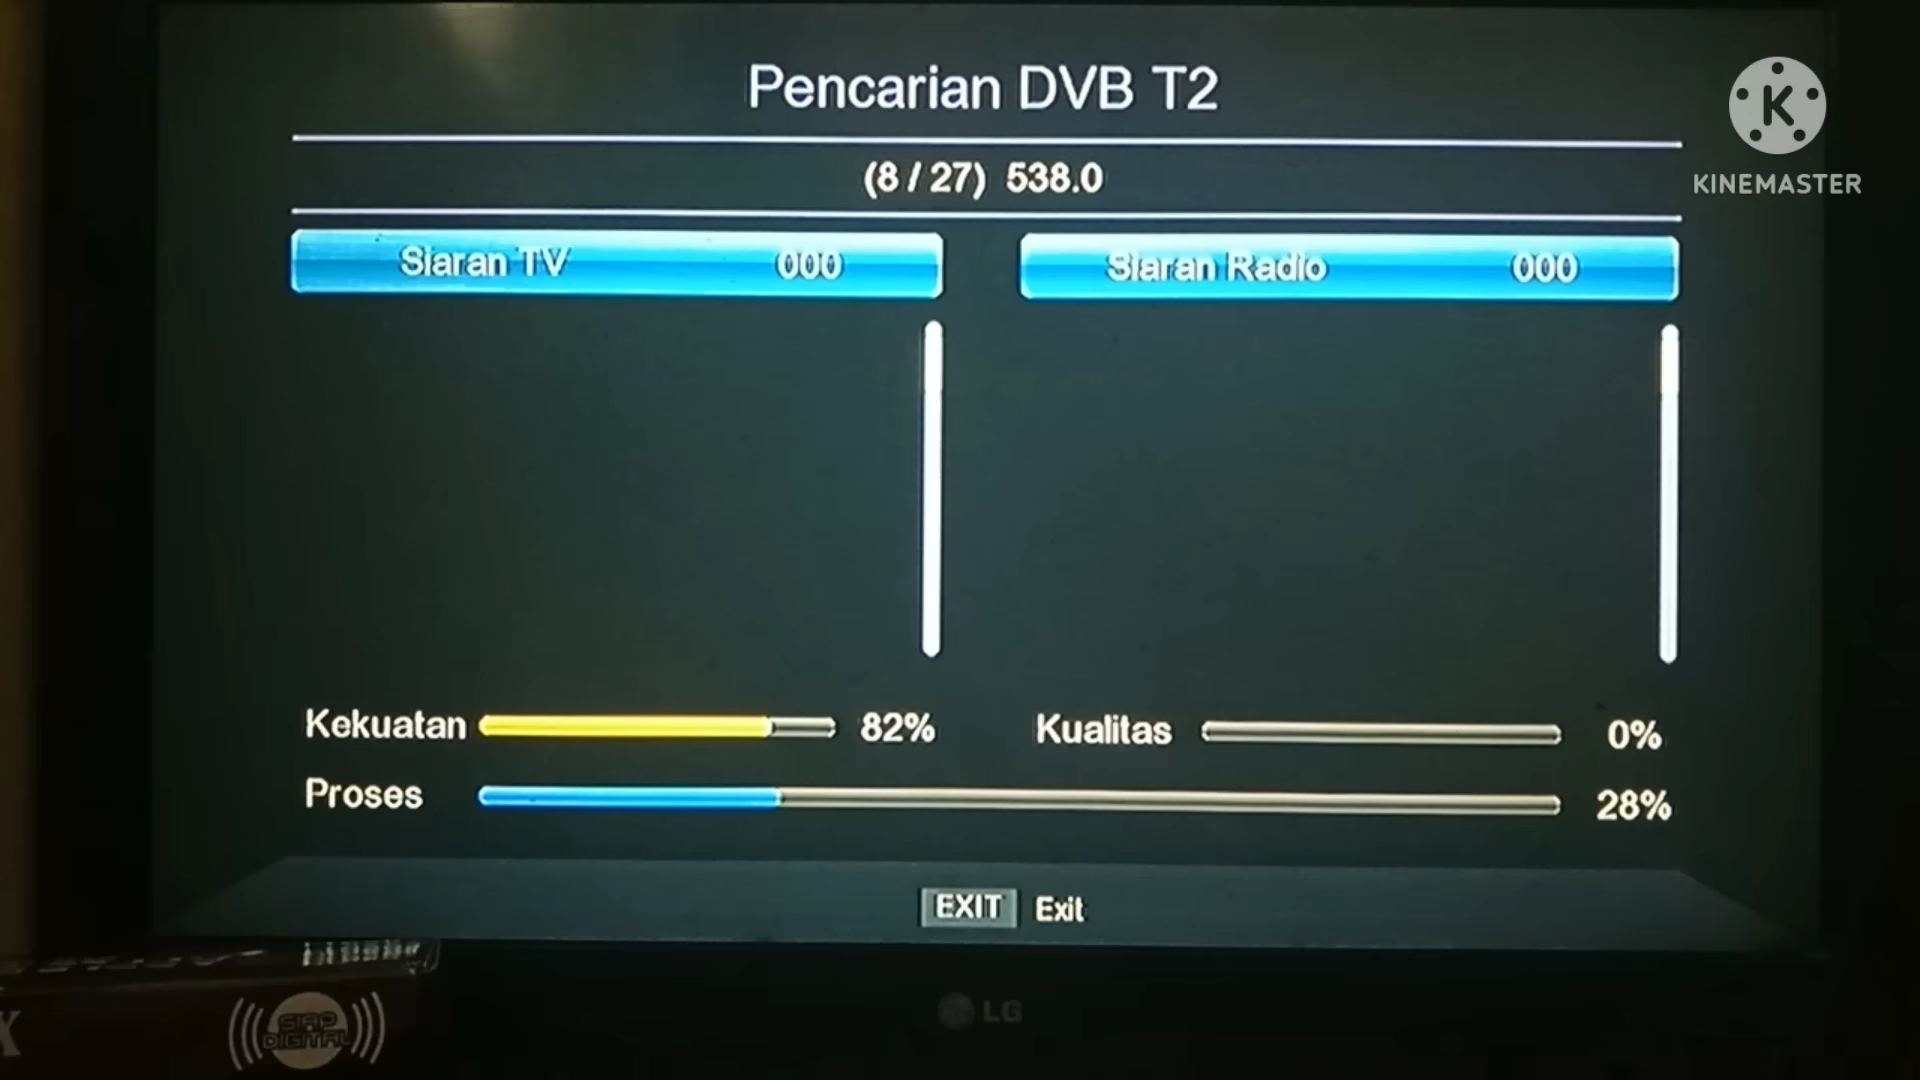 Pencarian DVB T2
(8 / 27) 538.0
Siaran TV 000
Siaran Radio 000
Kekuatan 82%
Kualitas 0%
Proses 28%
EXIT Exit
LG
SIAP
DIGITAL
K
KINEMASTER